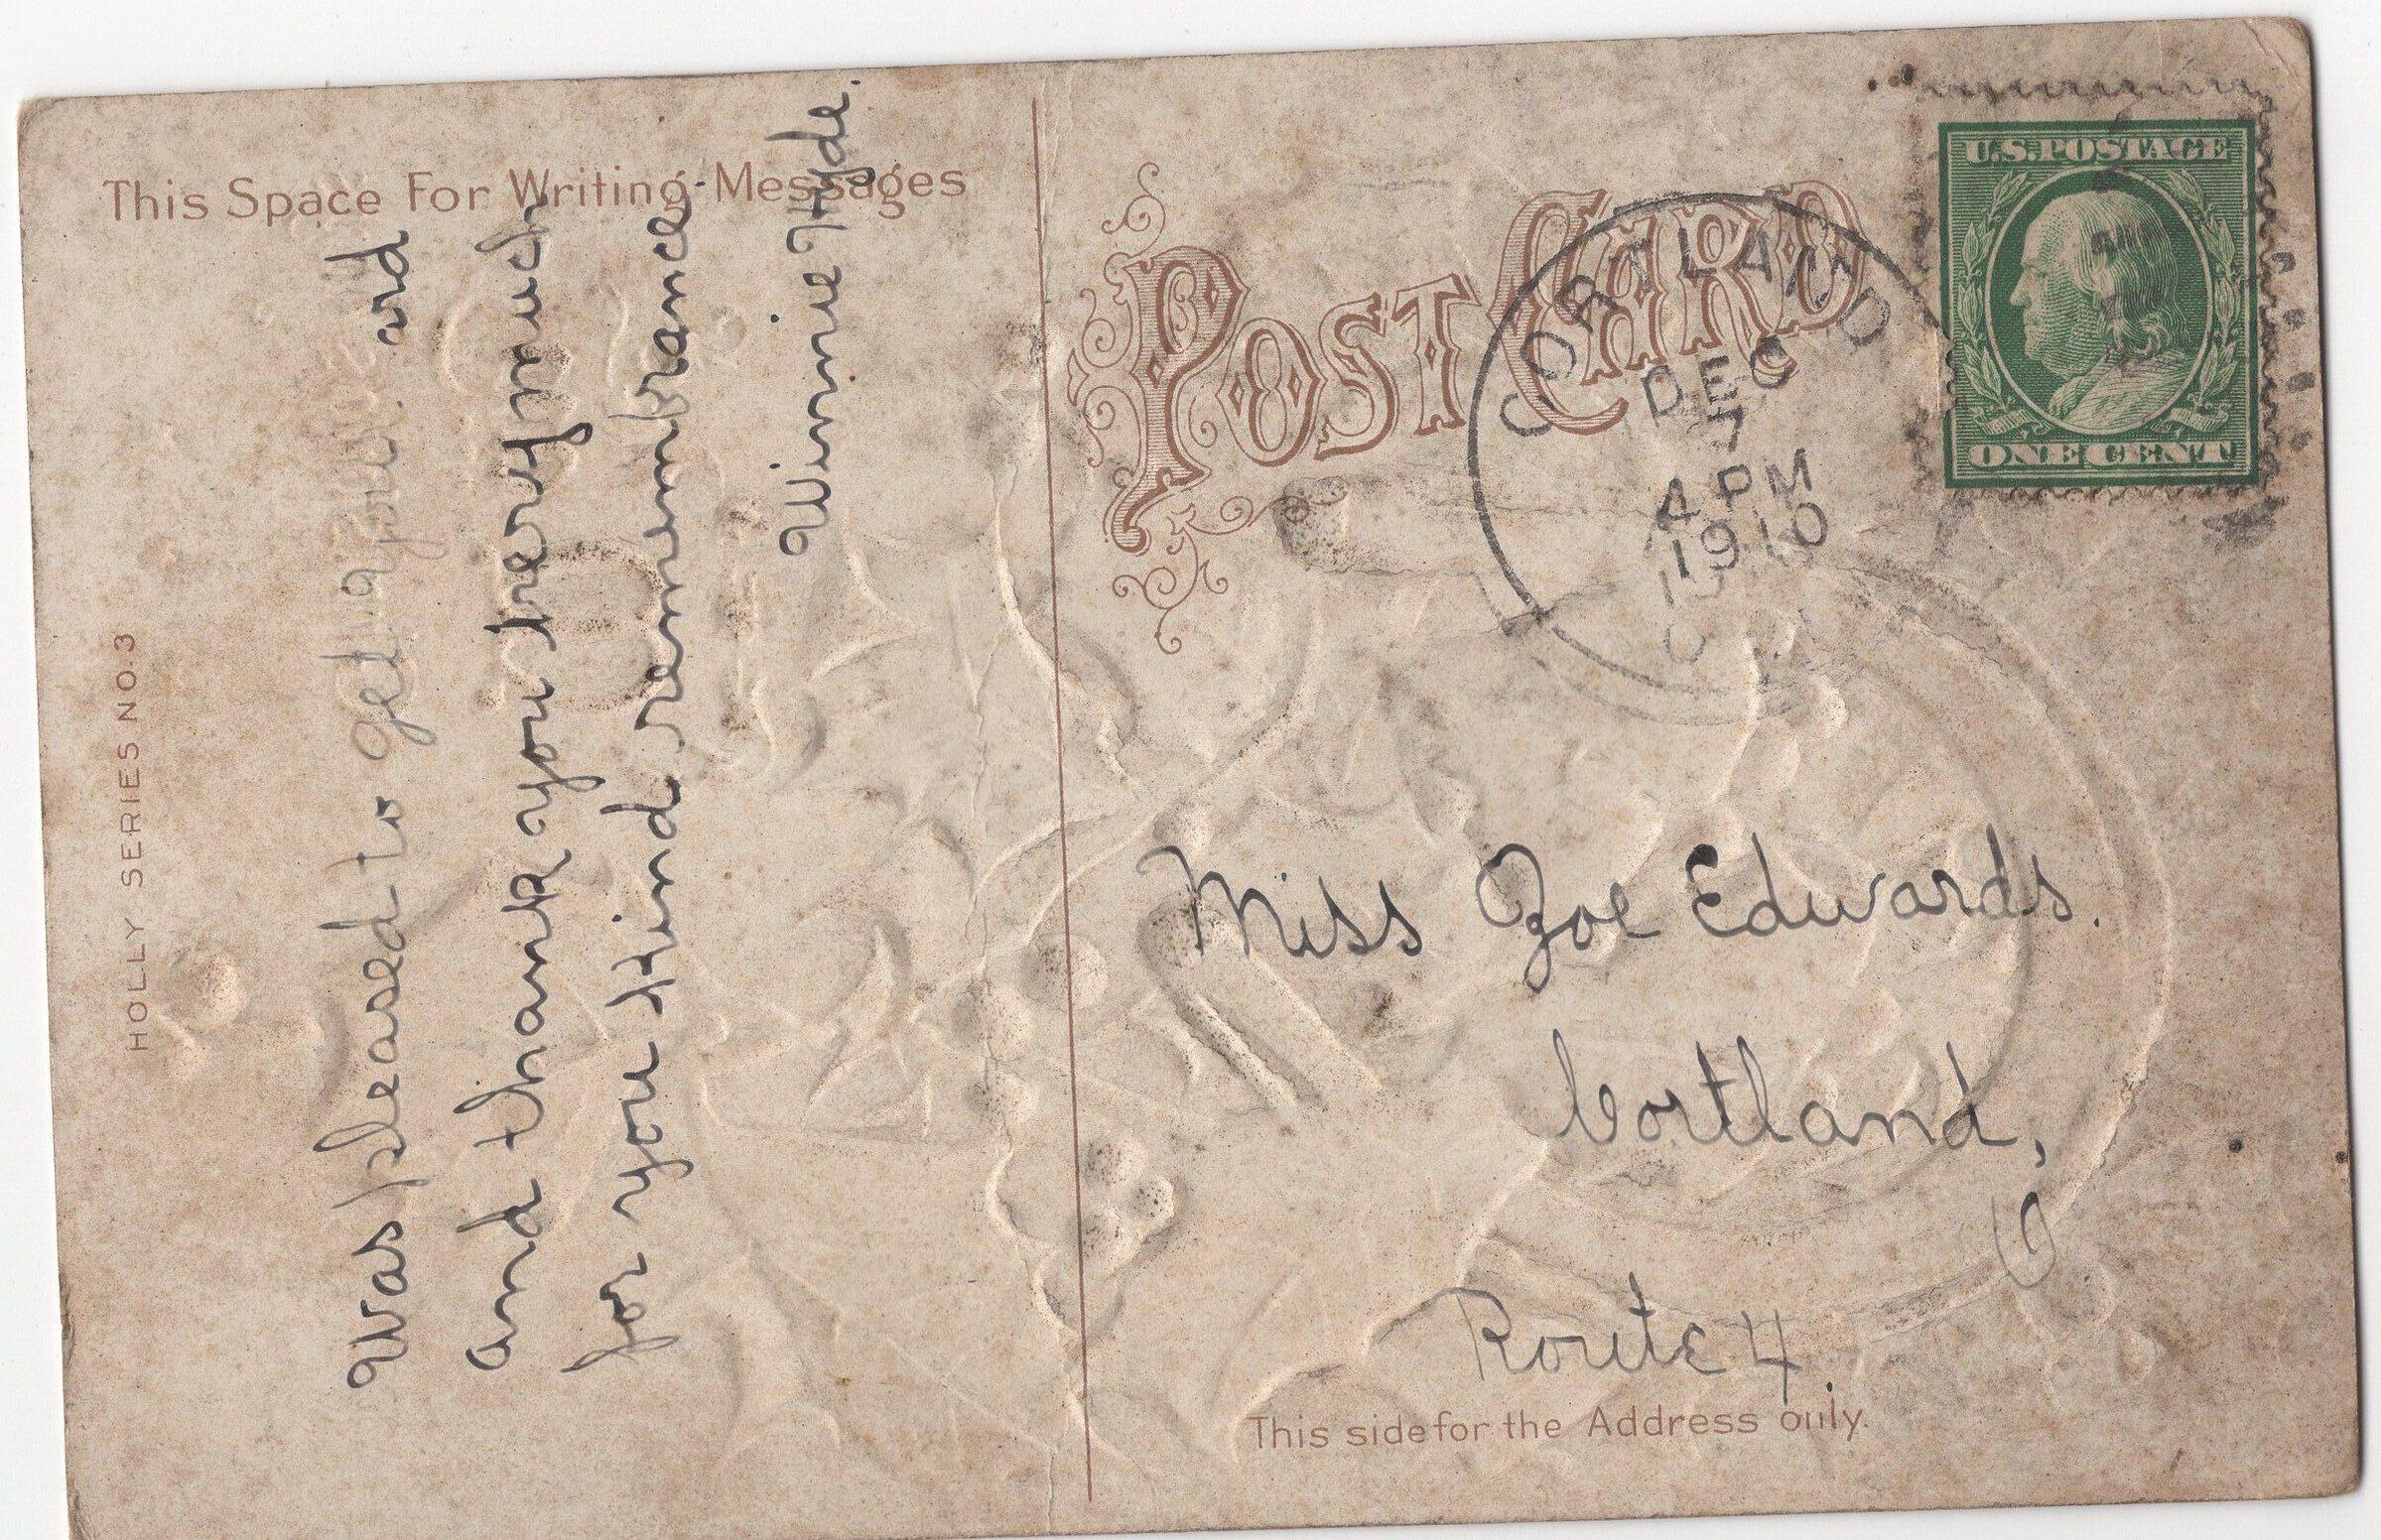 This Space For Writing Messages
HOLLY SERIES NO.3
Was pleased to get your
and thank you very much
for you Kind remembrance
Winnie Hyde.
POST CARD
CORTLAND
DEC
7
4 PM
1910
U.S. POSTAGE
ONE CENT
Miss Zoe Edwards.
Cortland,
O
Route 4.
This side for the Address only.